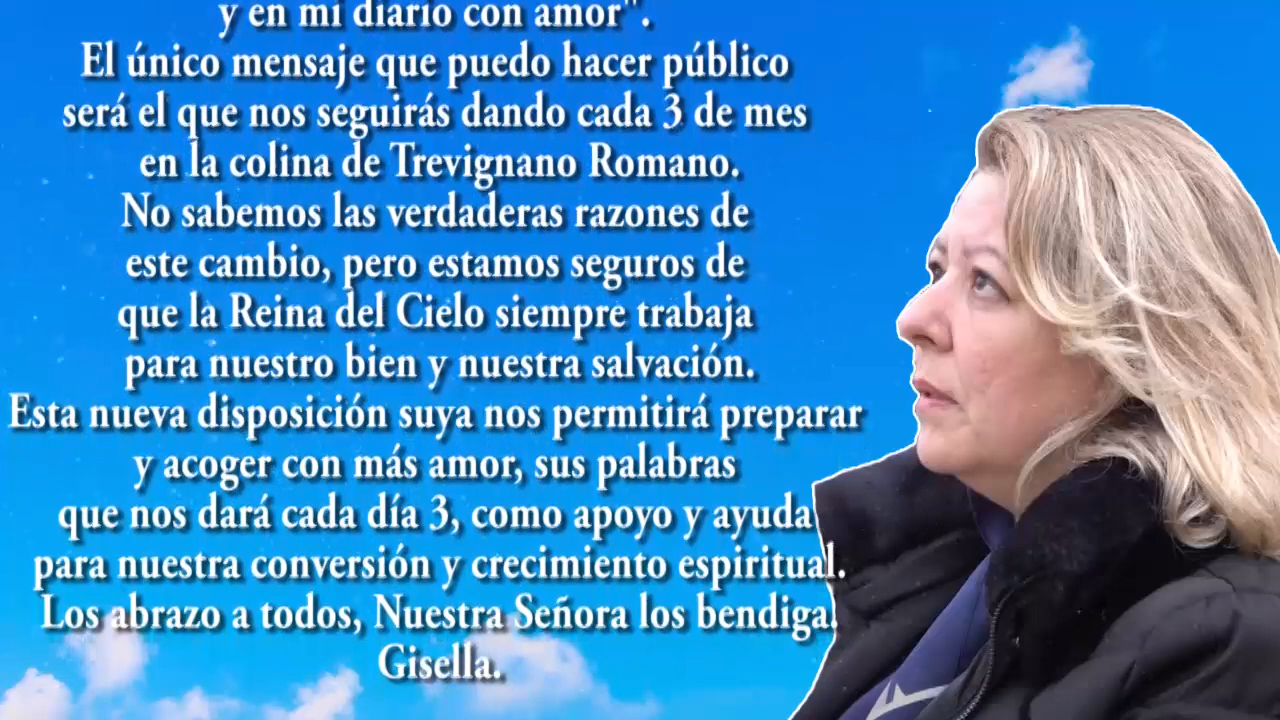 y en mi diario con amor".
El único mensaje que puedo hacer público
será el que nos seguirás dando cada 3 de mes
en la colina de Trevignano Romano.
No sabemos las verdaderas razones de
este cambio, pero estamos seguros de
que la Reina del Cielo siempre trabaja
para nuestro bien y nuestra salvación.
Esta nueva disposición suya nos permitirá preparar
y acoger con más amor, sus palabras
que nos dará cada día 3, como apoyo y ayuda
para nuestra conversión y crecimiento espiritual.
Los abrazo a todos, Nuestra Señora los bendiga.
Gisella.